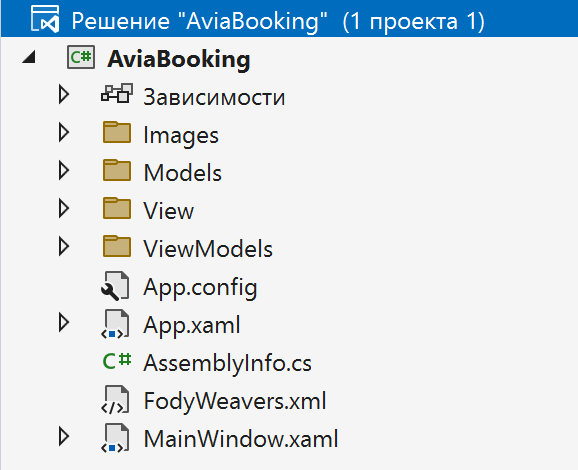 Решение "AviaBooking" (1 проекта 1)
C# AviaBooking
Зависимости
Images
Models
View
ViewModels
App.config
App.xaml
C# AssemblyInfo.cs
FodyWeavers.xml
MainWindow.xaml